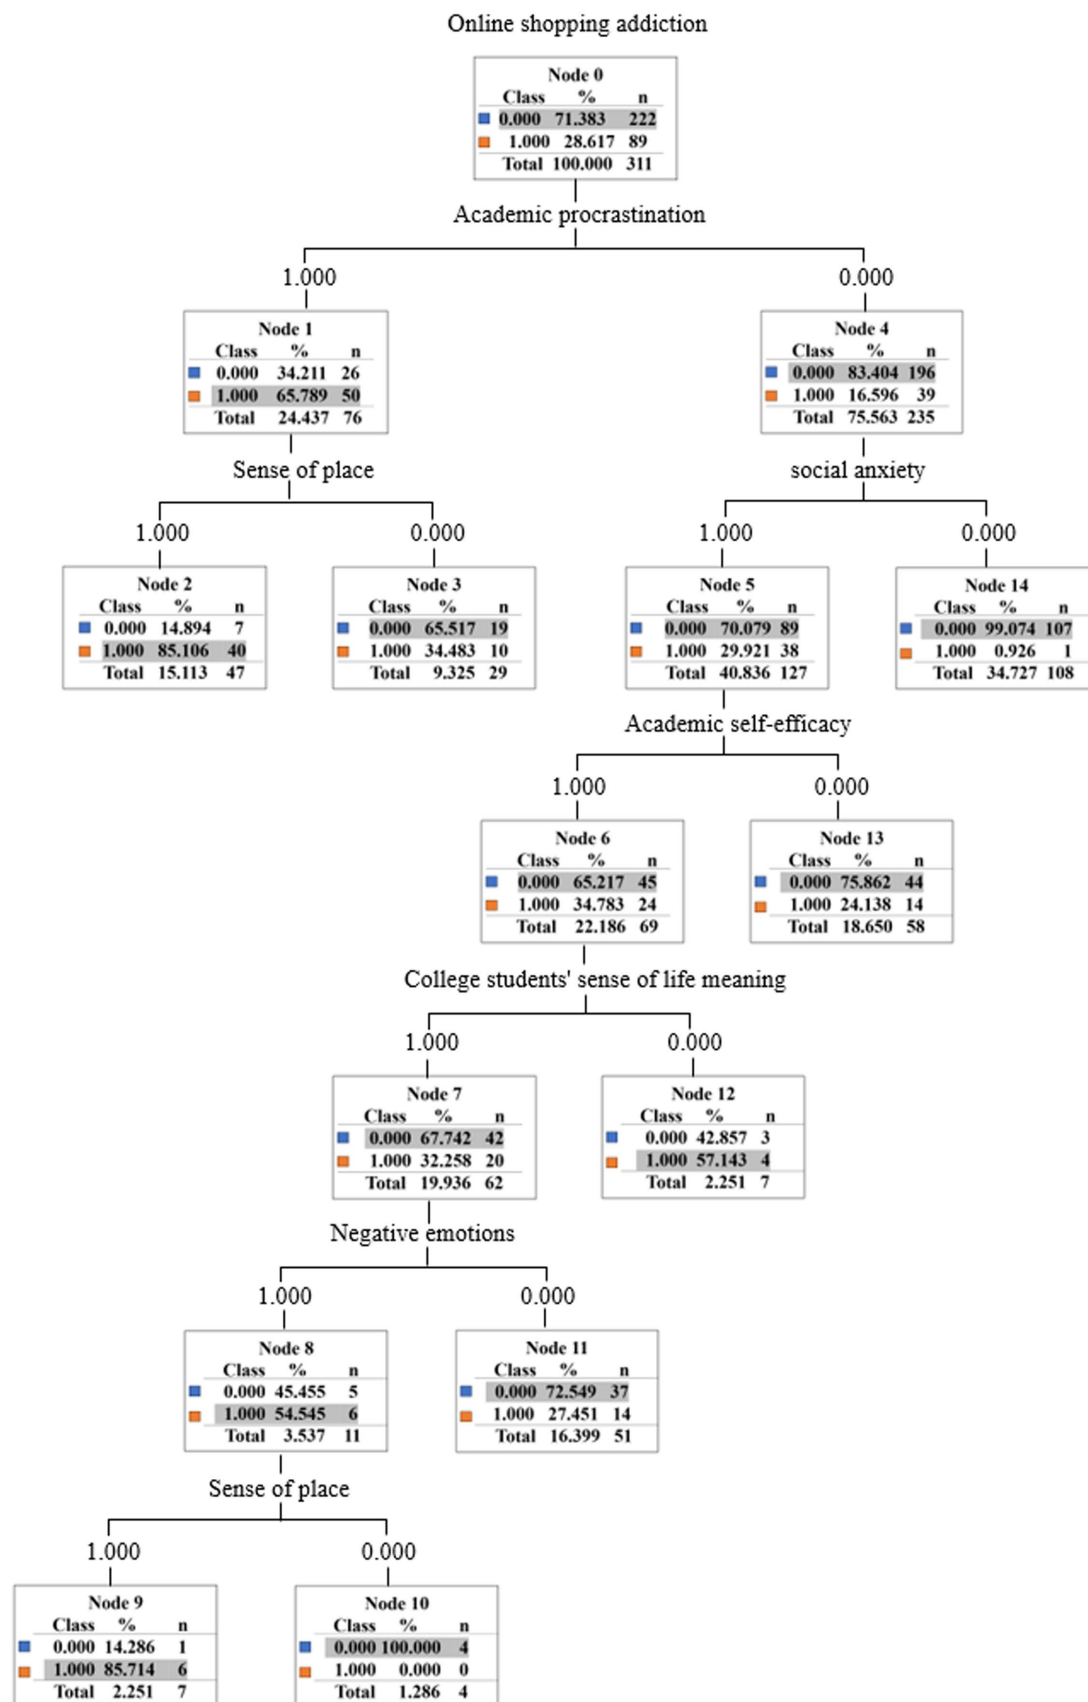 Online shopping addiction
Node 0
Class % n
0.000 71.383 222
1.000 28.617 89
Total 100.000 311
Academic procrastination
1.000 0.000
Node 1
Class % n
0.000 34.211 26
1.000 65.789 50
Total 24.437 76
Node 4
Class % n
0.000 83.404 196
1.000 16.596 39
Total 75.563 235
Sense of place
social anxiety
1.000 0.000 1.000 0.000
Node 2
Class % n
0.000 14.894 7
1.000 85.106 40
Total 15.113 47
Node 3
Class % n
0.000 65.517 19
1.000 34.483 10
Total 9.325 29
Node 5
Class % n
0.000 70.079 89
1.000 29.921 38
Total 40.836 127
Node 14
Class % n
0.000 99.074 107
1.000 0.926 1
Total 34.727 108
Academic self-efficacy
1.000 0.000
Node 6
Class % n
0.000 65.217 45
1.000 34.783 24
Total 22.186 69
Node 13
Class % n
0.000 75.862 44
1.000 24.138 14
Total 18.650 58
College students' sense of life meaning
1.000 0.000
Node 7
Class % n
0.000 67.742 42
1.000 32.258 20
Total 19.936 62
Node 12
Class % n
0.000 42.857 3
1.000 57.143 4
Total 2.251 7
Negative emotions
1.000 0.000
Node 8
Class % n
0.000 45.455 5
1.000 54.545 6
Total 3.537 11
Node 11
Class % n
0.000 72.549 37
1.000 27.451 14
Total 16.399 51
Sense of place
1.000 0.000
Node 9
Class % n
0.000 14.286 1
1.000 85.714 6
Total 2.251 7
Node 10
Class % n
0.000 100.000 4
1.000 0.000 0
Total 1.286 4